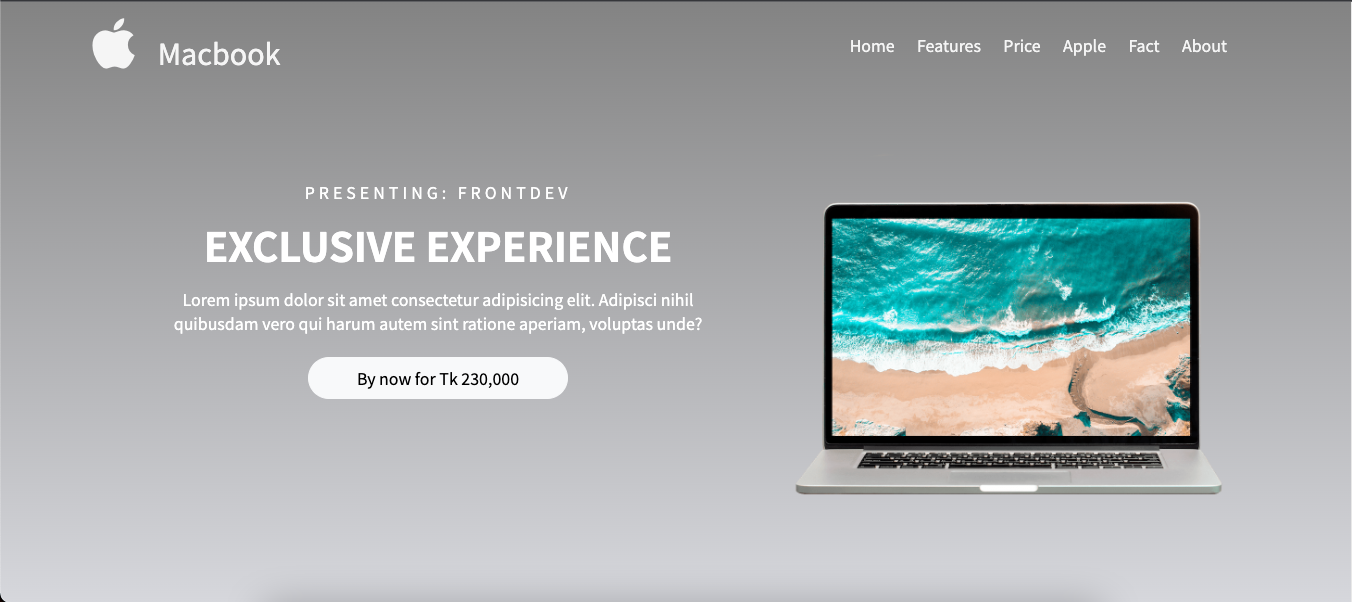 Macbook
Home Features Price Apple Fact About
PRESENTING: FRONTDEV
EXCLUSIVE EXPERIENCE
Lorem ipsum dolor sit amet consectetur adipisicing elit. Adipisci nihil
quibusdam vero qui harum autem sint ratione aperiam, voluptas unde?
By now for Tk 230,000